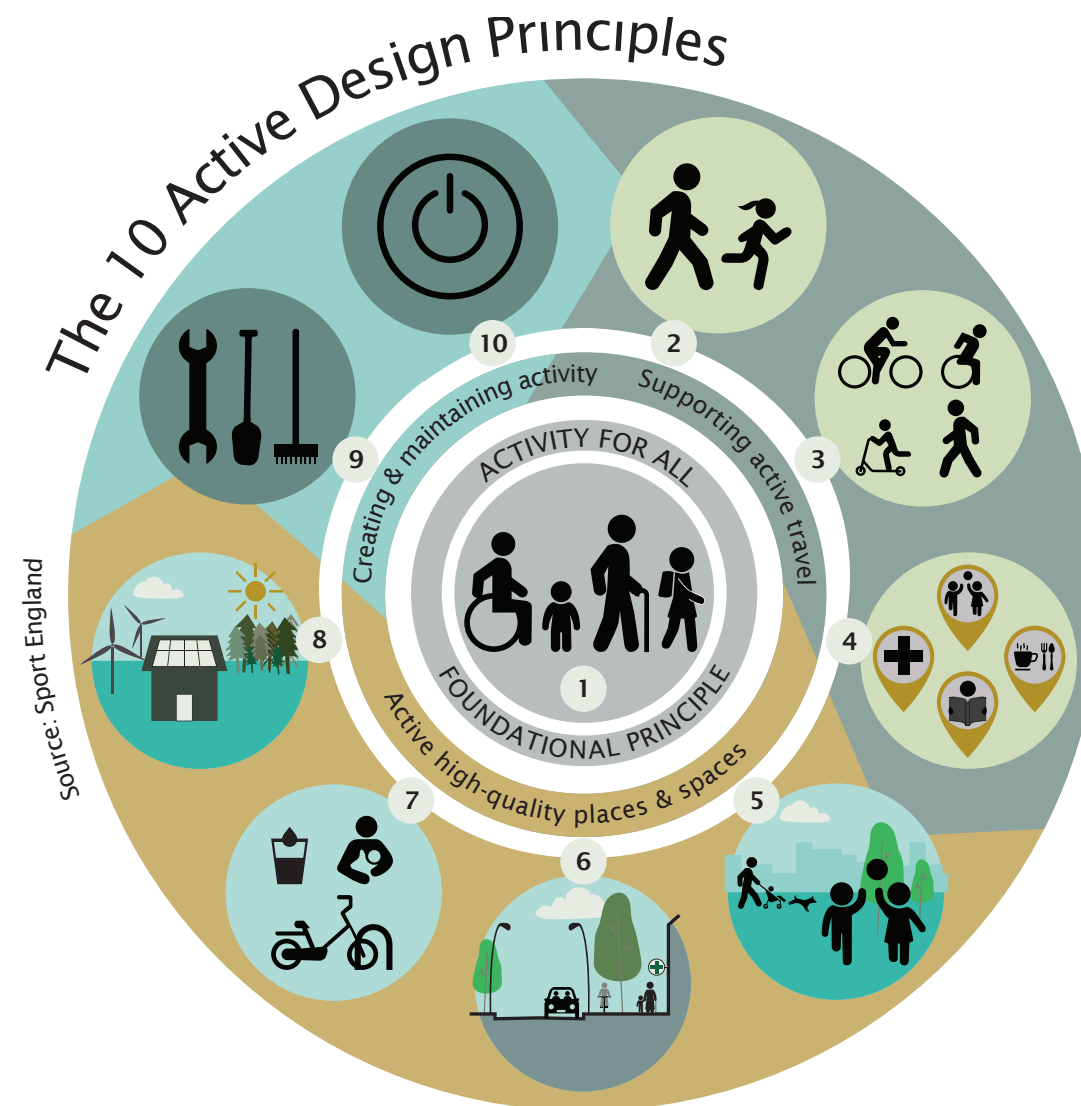 The 10 Active Design Principles
Creating & maintaining activity
Supporting active travel
Active high-quality places & spaces
ACTIVITY FOR ALL
FOUNDATIONAL PRINCIPLE
1
2
3
4
5
6
7
8
9
10
Source: Sport England